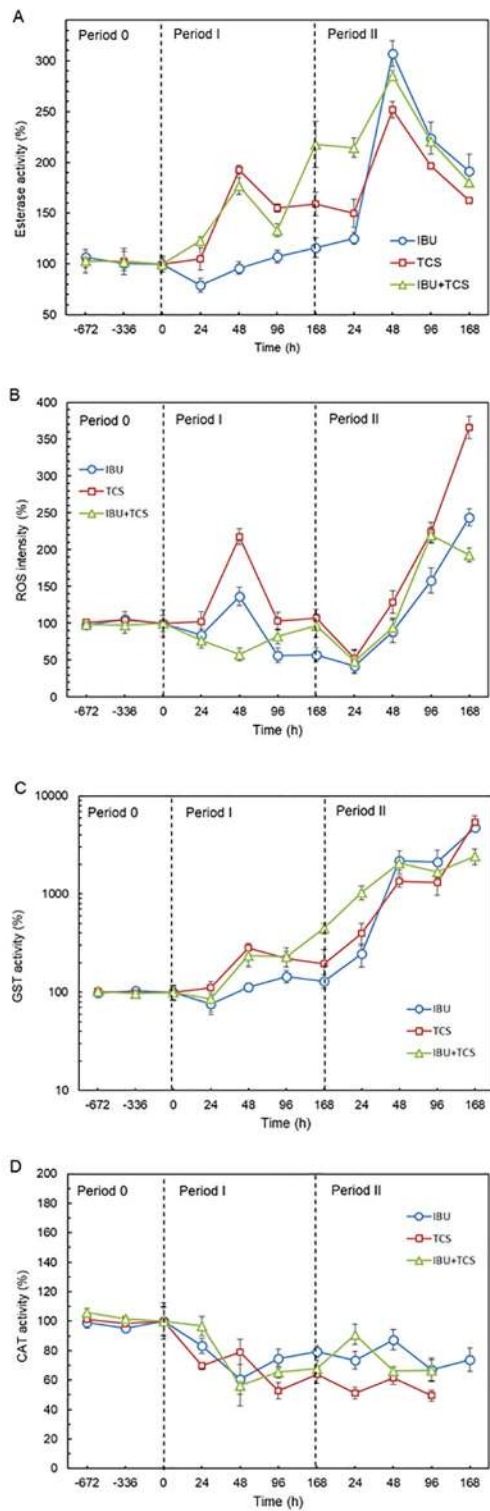 A
Period 0 Period I Period II
300
250
200
150
100
50
Esterase activity (%)
IBU
TCS
IBU+TCS
-672 -336 0 24 48 96 168 24 48 96 168
Time (h)
B
400
350
300
250
200
150
100
50
0
ROS intensity (%)
Period 0 Period I Period II
IBU
TCS
IBU+TCS
-672 -336 0 24 48 96 168 24 48 96 168
Time (h)
C
10000
1000
100
10
GST activity (%)
Period 0 Period I Period II
IBU
TCS
IBU+TCS
-672 -336 0 24 48 96 168 24 48 96 168
Time (h)
D
200
180
160
140
120
100
80
60
40
20
0
CAT activity (%)
Period 0 Period I Period II
IBU
TCS
IBU+TCS
-672 -336 0 24 48 96 168 24 48 96 168
Time (h)